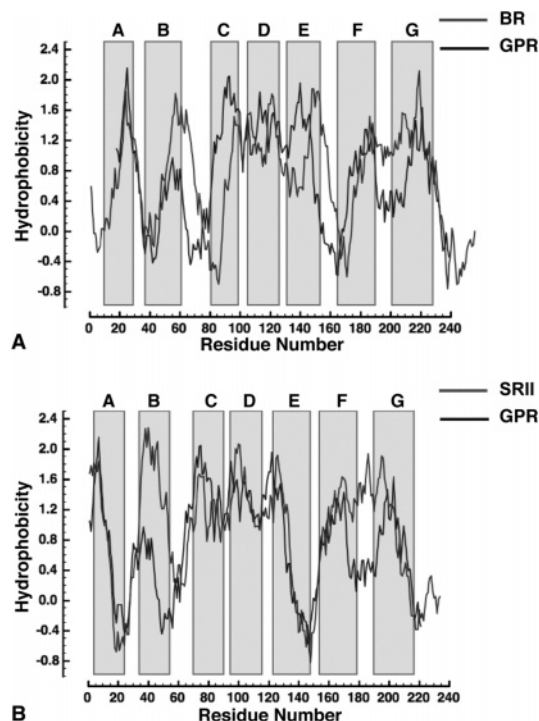 A B C D E F G
BR
GPR
2.4
2.0
1.6
1.2
0.8
0.4
0.0
-0.4
-0.8
Hydrophobicity
0 20 40 60 80 100 120 140 160 180 200 220 240
Residue Number
A
A B C D E F G
SRII
GPR
2.4
2.0
1.6
1.2
0.8
0.4
0.0
-0.4
-0.8
Hydrophobicity
0 20 40 60 80 100 120 140 160 180 200 220 240
Residue Number
B